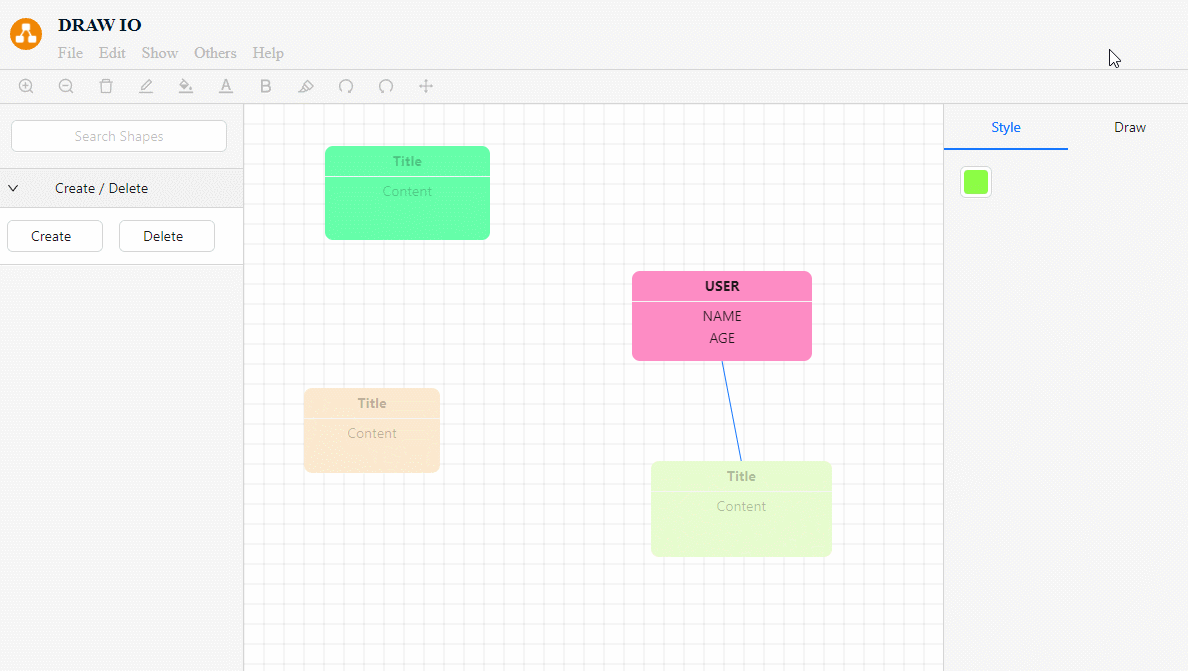 DRAW IO
File Edit Show Others Help
A B
Search Shapes
Create / Delete
Create Delete
Style Draw
Title
Content
USER
NAME
AGE
Title
Content
Title
Content